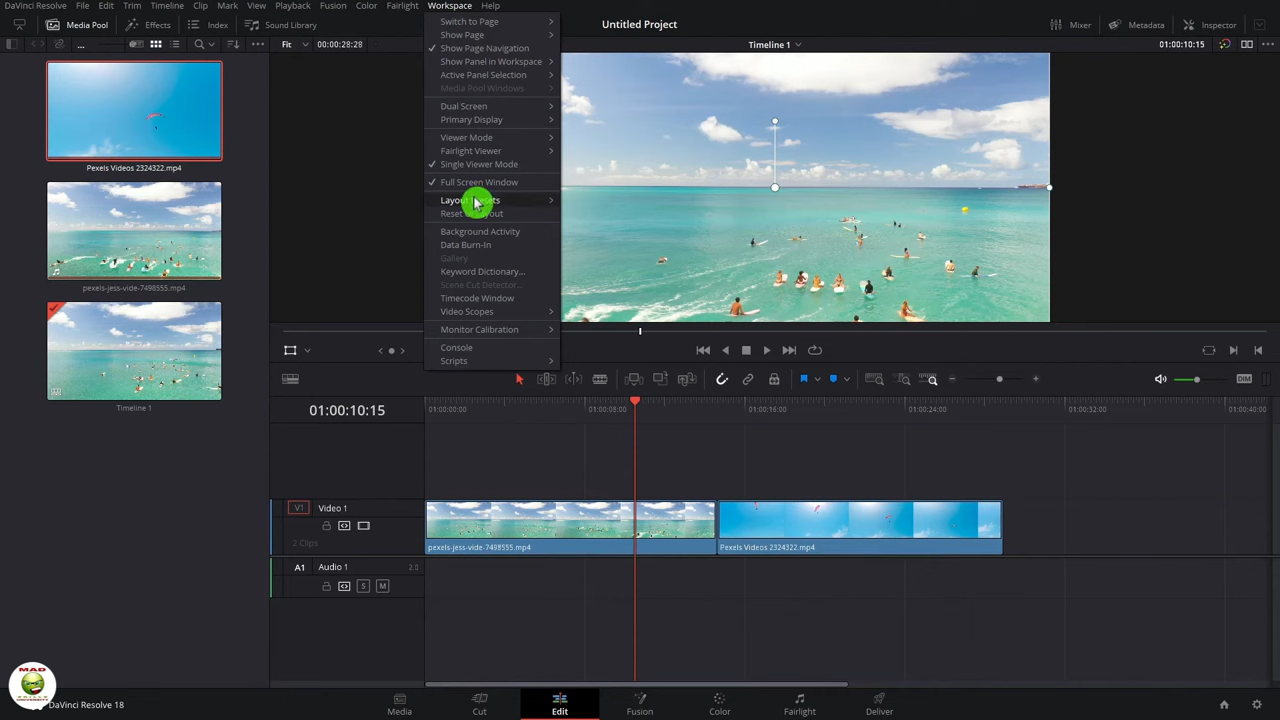 DaVinci Resolve File Edit Trim Timeline Clip Mark View Playback Fusion Color Fairlight Workspace Help
Media Pool Effects Index Sound Library Untitled Project Mixer Metadata Inspector
... Fit 00:00:28:28 Timeline 1 01:00:10:15
Pexels Videos 2324322.mp4
pexels-jess-vide-7498555.mp4
Timeline 1
Switch to Page
Show Page
Show Page Navigation
Show Panel in Workspace
Active Panel Selection
Media Pool Windows
Dual Screen
Primary Display
Viewer Mode
Fairlight Viewer
Single Viewer Mode
Full Screen Window
Layout Presets
Reset UI Layout
Background Activity
Data Burn-In
Gallery
Keyword Dictionary...
Scene Cut Detector...
Timecode Window
Video Scopes
Monitor Calibration
Console
Scripts
DIM
01:00:10:15
01:00:00:00 01:00:08:00 01:00:16:00 01:00:24:00 01:00:32:00 01:00:40:00
V1 Video 1
2 Clips
pexels-jess-vide-7498555.mp4 Pexels Videos 2324322.mp4
A1 Audio 1 2.0
S M
MAD
SKILLS
UNIVERSITY
DaVinci Resolve 18
Media Cut Edit Fusion Color Fairlight Deliver